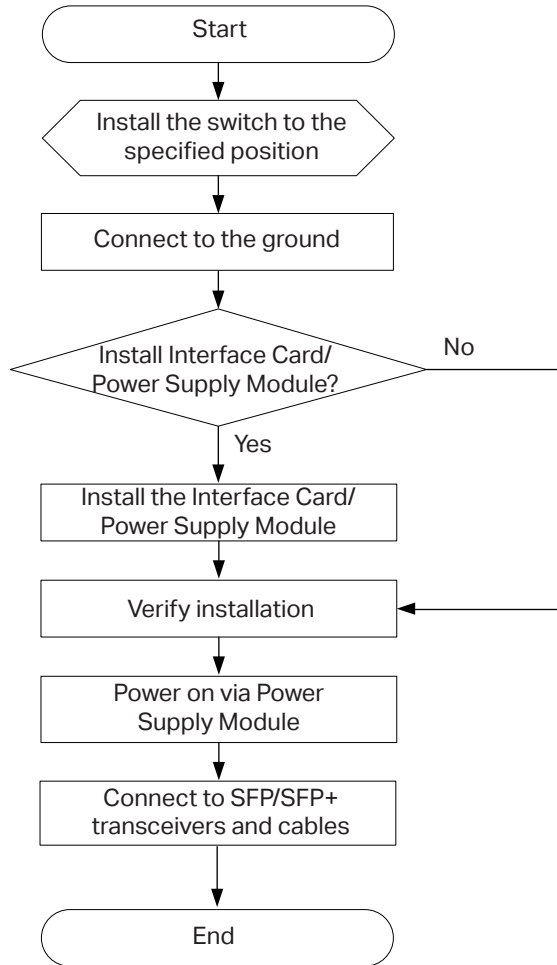 Start
Install the switch to the
specified position
Connect to the ground
Install Interface Card/
Power Supply Module?
No
Yes
Install the Interface Card/
Power Supply Module
Verify installation
Power on via Power
Supply Module
Connect to SFP/SFP+
transceivers and cables
End